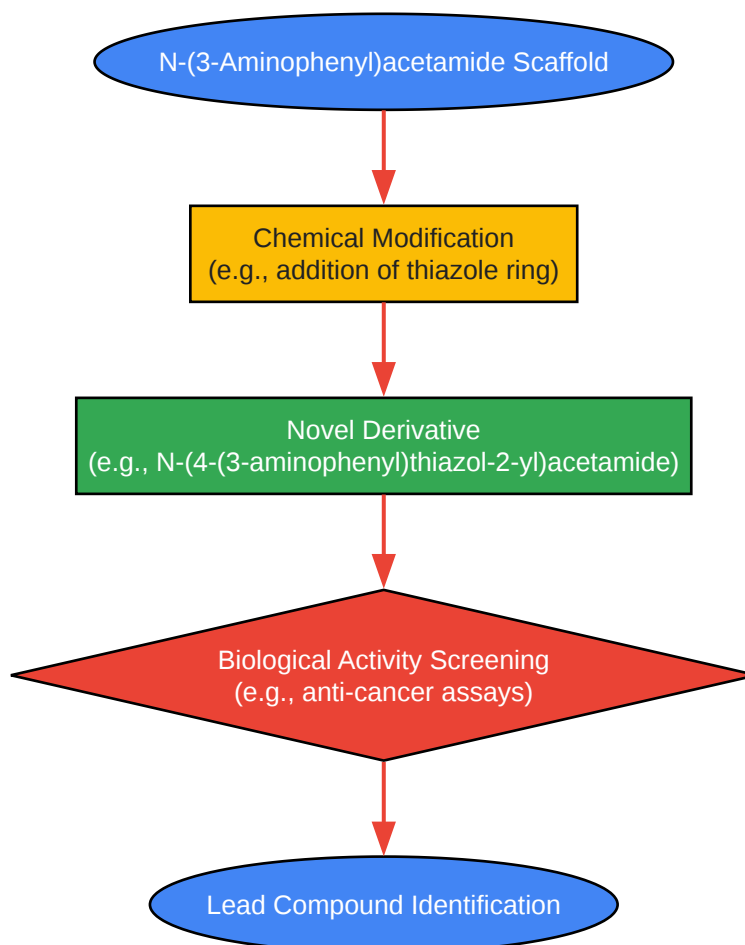 N-(3-Aminophenyl)acetamide Scaffold
Chemical Modification
(e.g., addition of thiazole ring)
Novel Derivative
(e.g., N-(4-(3-aminophenyl)thiazol-2-yl)acetamide)
Biological Activity Screening
(e.g., anti-cancer assays)
Lead Compound Identification